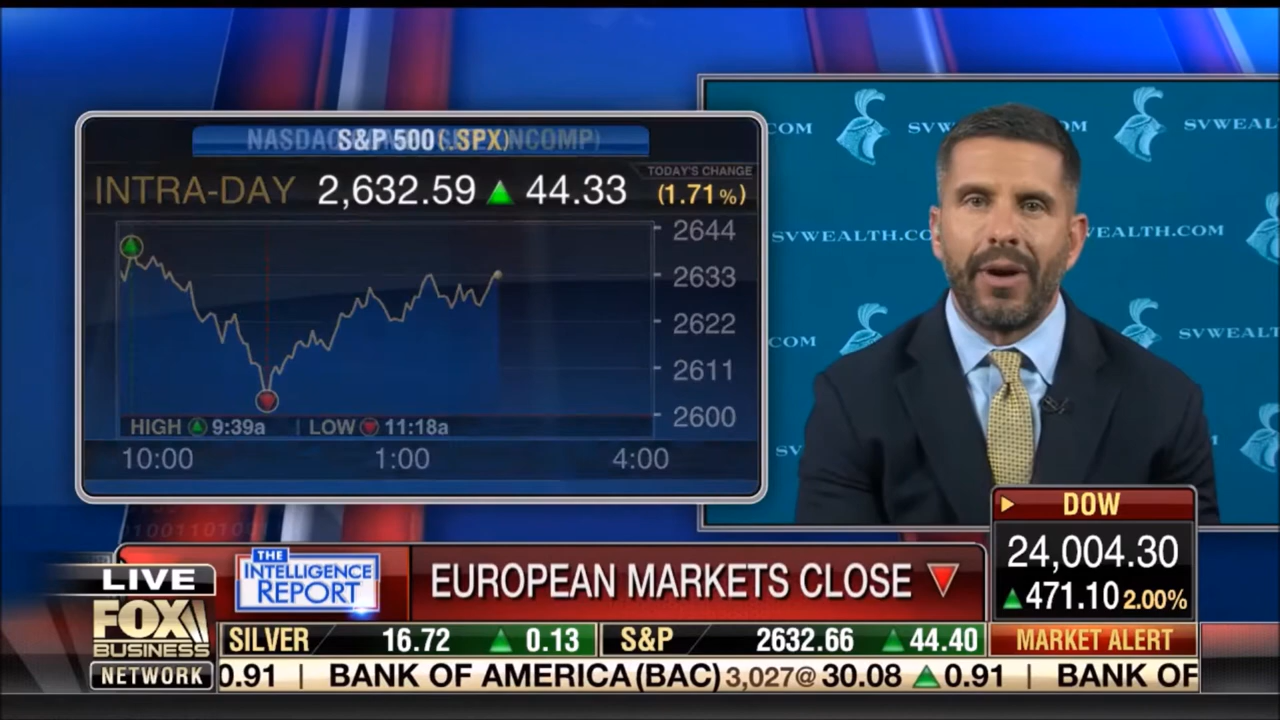 S&P 500 (.SPX)
INTRA-DAY 2,632.59 ▲ 44.33
TODAY'S CHANGE
(1.71%)
2644
2633
2622
2611
2600
HIGH ▲ 9:39a | LOW ▼ 11:18a
10:00 1:00 4:00
SVWEALTH.COM
SVWEALTH.COM
DOW
24,004.30
▲ 471.10 2.00%
MARKET ALERT
THE
INTELLIGENCE
REPORT
EUROPEAN MARKETS CLOSE ▼
LIVE
FOX
BUSINESS
NETWORK
SILVER 16.72 ▲ 0.13 S&P 2632.66 ▲ 44.40
0.91 | BANK OF AMERICA (BAC) 3,027@ 30.08 ▲ 0.91 | BANK OF